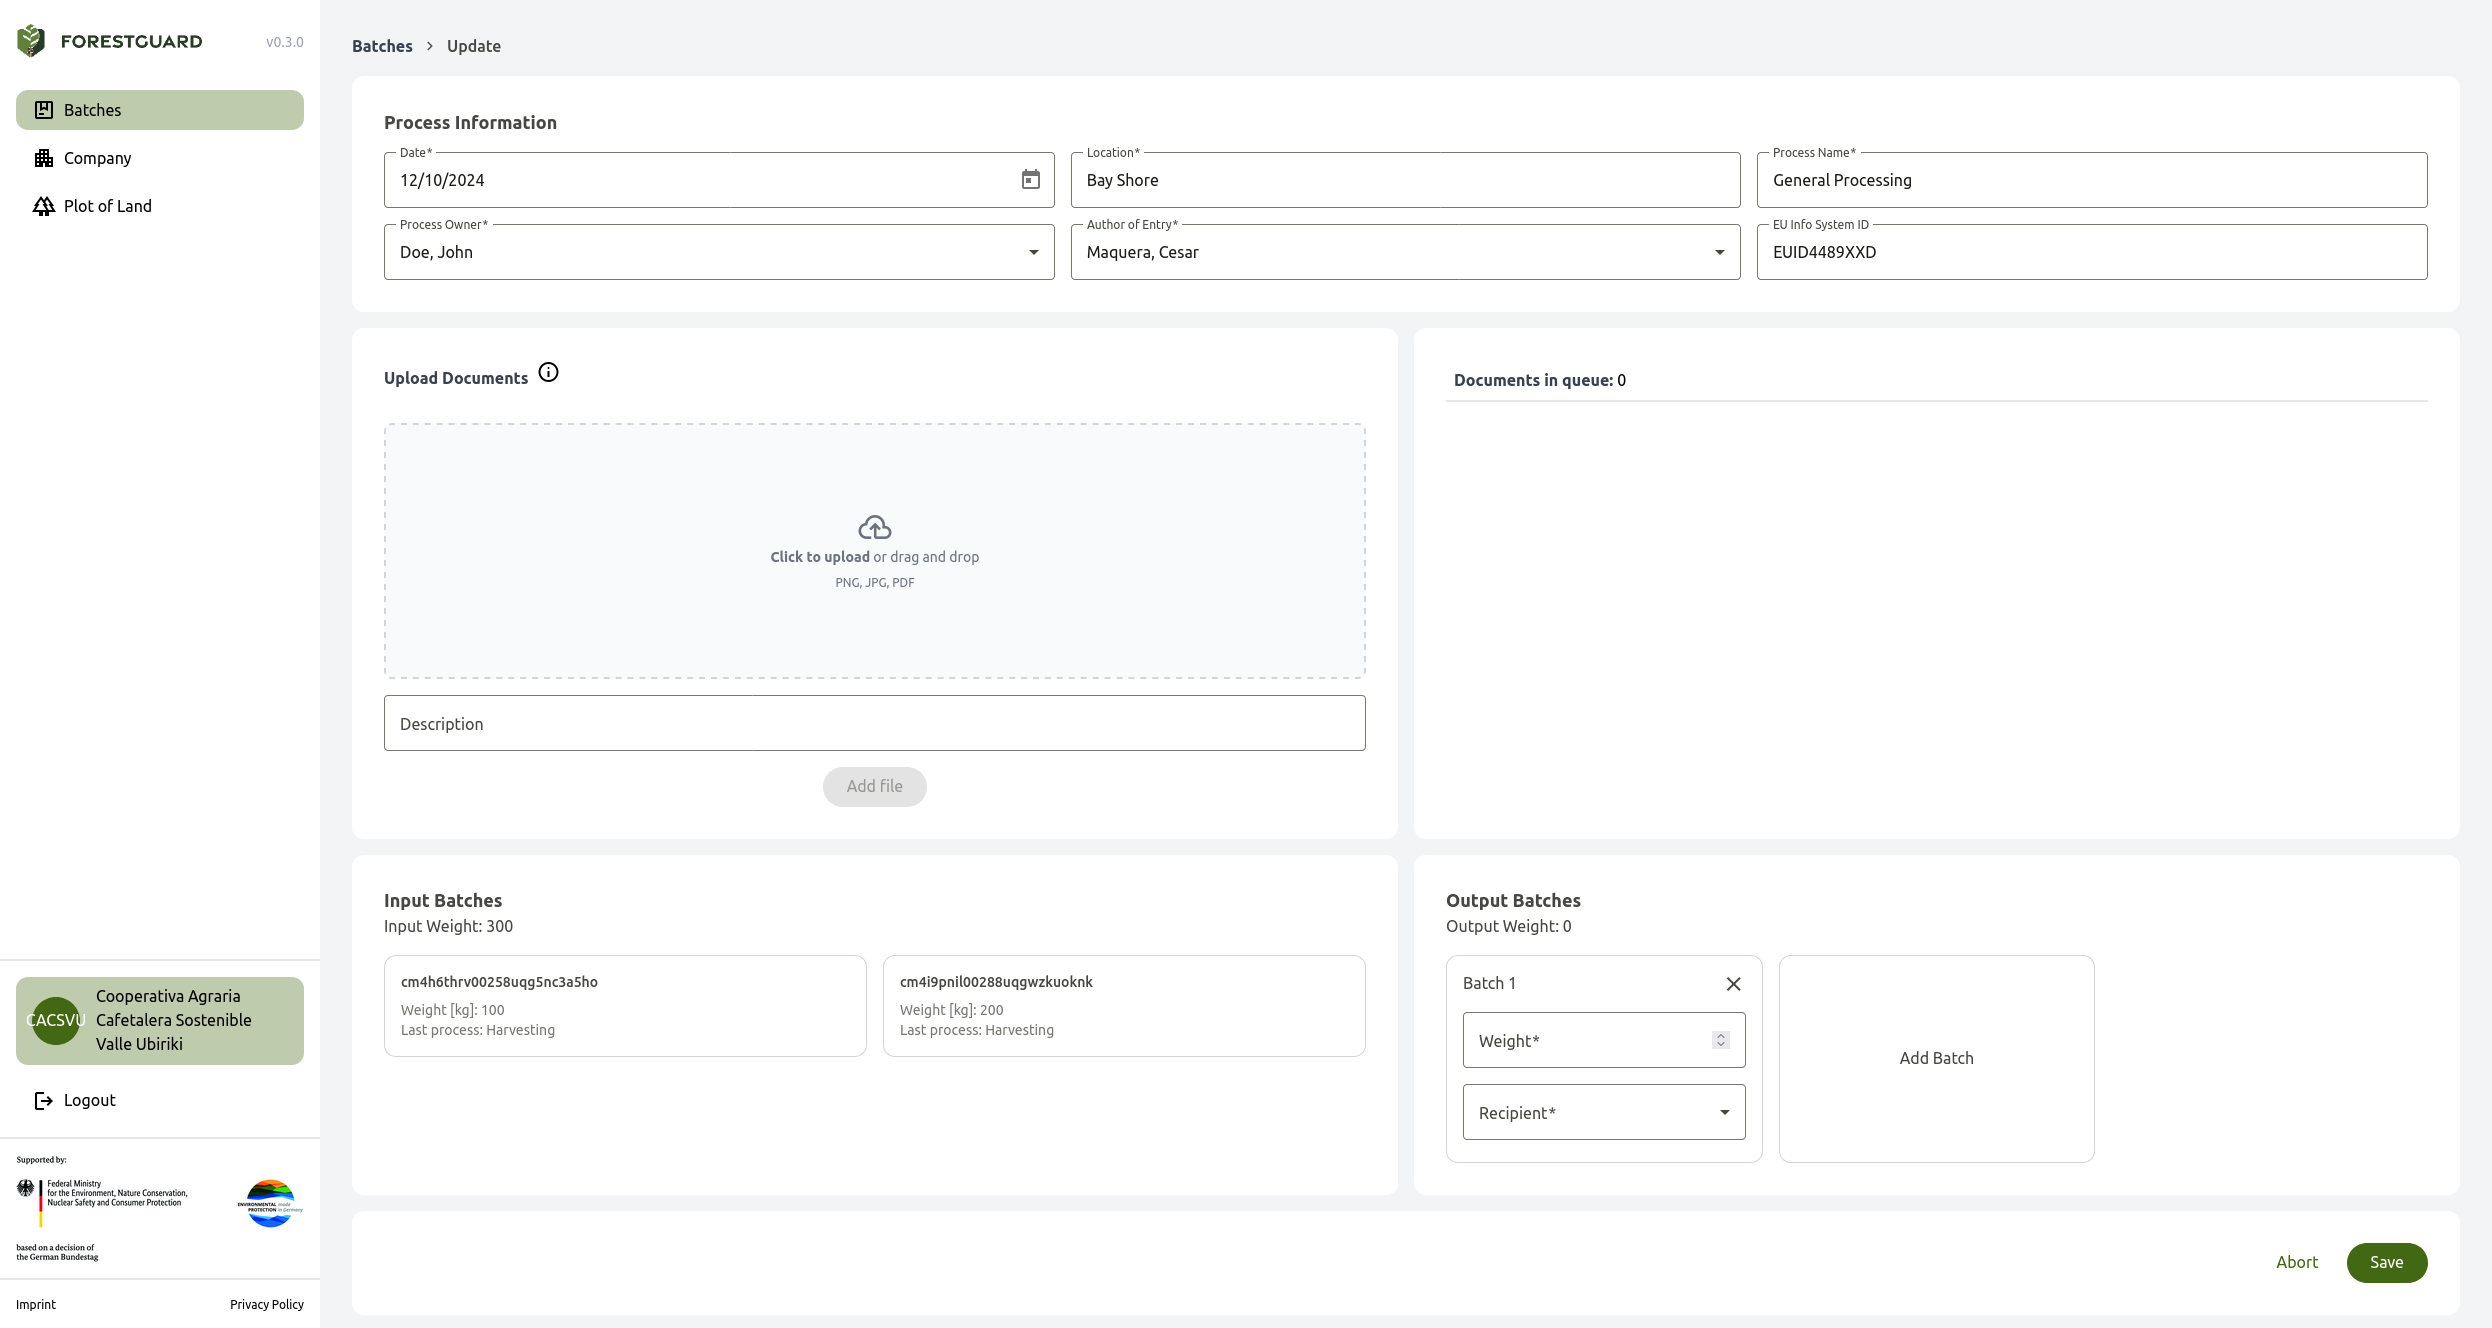 FORESTGUARD
v0.3.0
Batches
Company
Plot of Land
Batches
Update
Process Information
Date*
12/10/2024
Location*
Bay Shore
Process Name*
General Processing
Process Owner*
Doe, John
Author of Entry*
Maquera, Cesar
EU Info System ID
EUID4489XXD
Upload Documents
Click to upload or drag and drop
PNG, JPG, PDF
Description
Add file
Documents in queue: 0
Input Batches
Input Weight: 300
cm4h6thrv00258uqg5nc3a5ho
Weight [kg]: 100
Last process: Harvesting
cm4i9pnil00288uqgwzkuoknk
Weight [kg]: 200
Last process: Harvesting
Output Batches
Output Weight: 0
Batch 1
Weight*
Recipient*
Add Batch
Abort
Save
CACSVU
Cooperativa Agraria
Cafetalera Sostenible
Valle Ubiriki
Logout
Supported by:
Federal Ministry
for the Environment, Nature Conservation,
Nuclear Safety and Consumer Protection
ENVIRONMENTAL made
PROTECTION in Germany
based on a decision of
the German Bundestag
Imprint
Privacy Policy